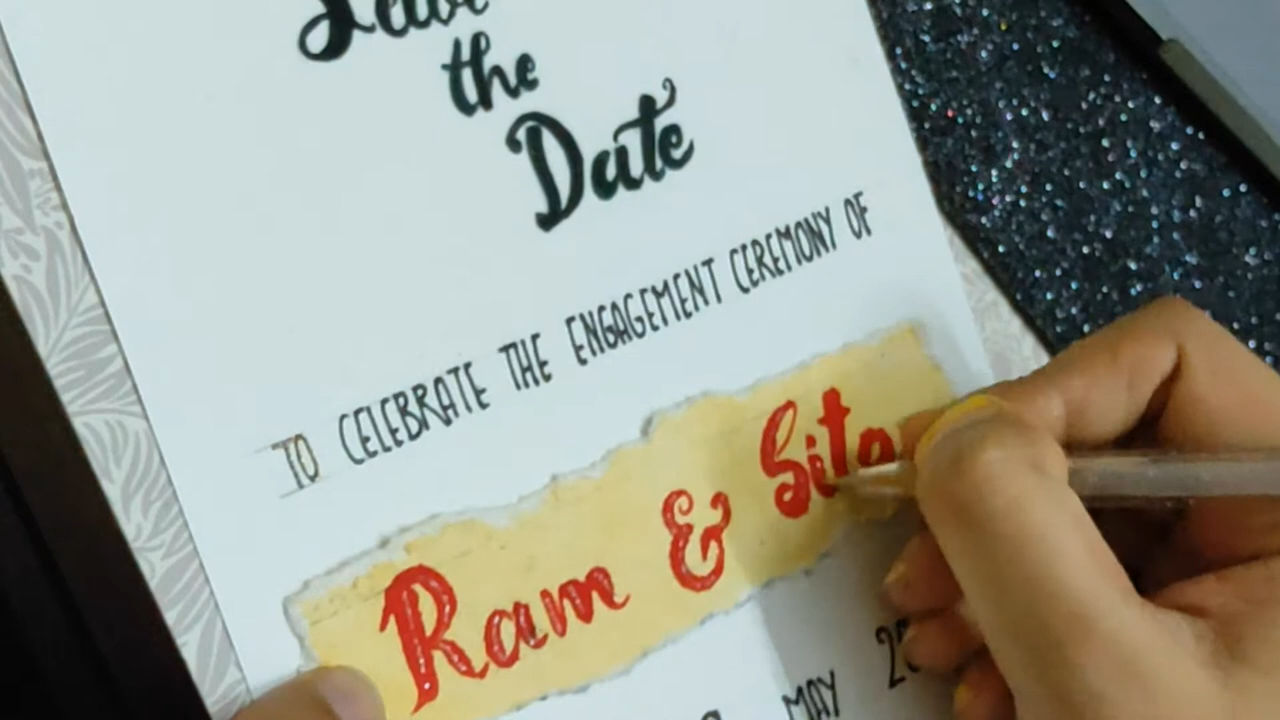 the
Date
TO CELEBRATE THE ENGAGEMENT CEREMONY OF
Ram & Sita
MAY